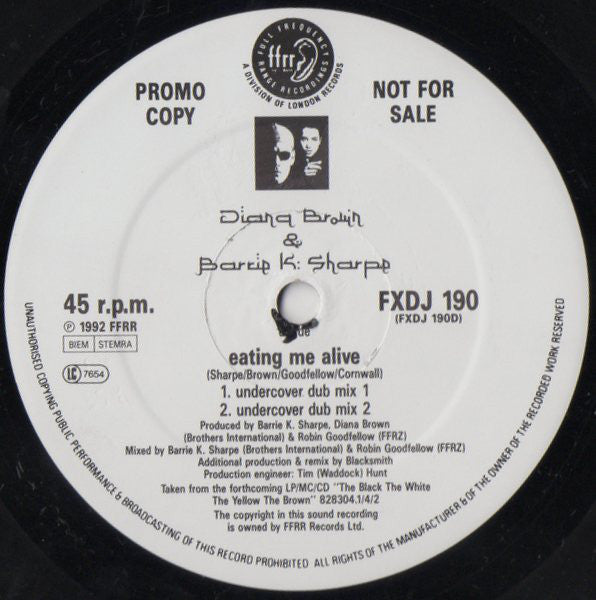 FULL FREQUENCY
ffrr
RANGE RECORDINGS
A DIVISION OF LONDON RECORDS
PROMO
COPY
NOT FOR
SALE
Diana Brown
&
Barrie K. Sharpe
45 r.p.m.
℗ 1992 FFRR
BIEM STEMRA
LC 7654
FXDJ 190
(FXDJ 190D)
eating me alive
(Sharpe/Brown/Goodfellow/Cornwall)
1. undercover dub mix 1
2. undercover dub mix 2
Produced by Barrie K. Sharpe, Diana Brown
(Brothers International) & Robin Goodfellow (FFRZ)
Mixed by Barrie K. Sharpe (Brothers International) & Robin Goodfellow (FFRZ)
Additional production & remix by Blacksmith
Production engineer: Tim (Waddock) Hunt
Taken from the forthcoming LP/MC/CD "The Black The White
The Yellow The Brown" 828304.1/4/2
The copyright in this sound recording
is owned by FFRR Records Ltd.
UNAUTHORISED COPYING PUBLIC PERFORMANCE & BROADCASTING OF THIS RECORD PROHIBITED ALL RIGHTS OF THE MANUFACTURER & OF THE OWNER OF THE RECORDED WORK RESERVED